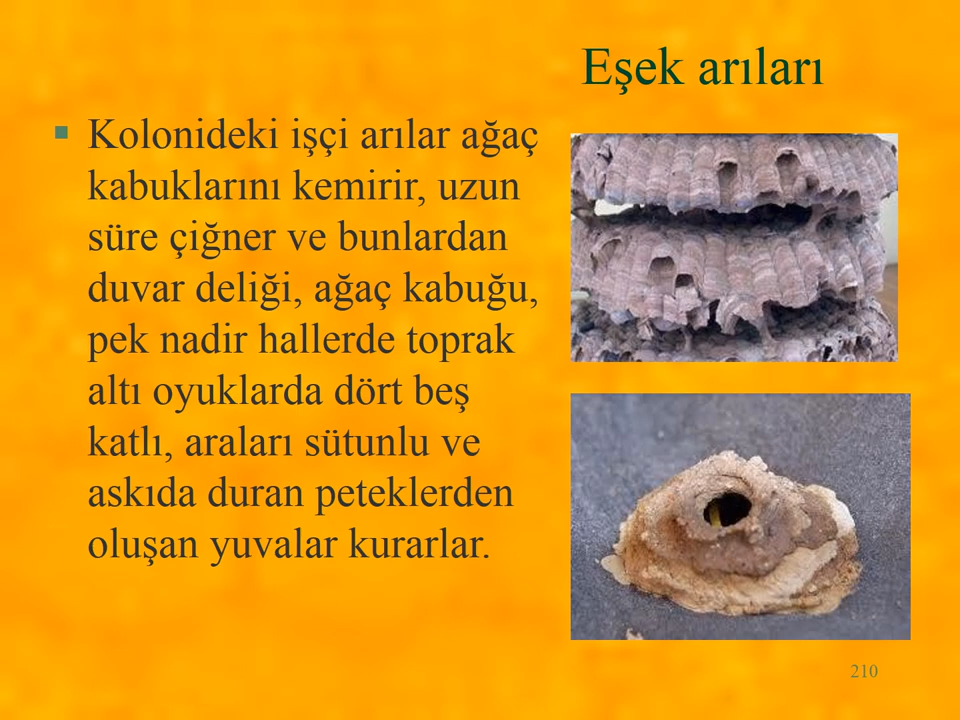 Eşek arıları
▪ Kolonideki işçi arılar ağaç
kabuklarını kemirir, uzun
süre çiğner ve bunlardan
duvar deliği, ağaç kabuğu,
pek nadir hallerde toprak
altı oyuklarda dört beş
katlı, araları sütunlu ve
askıda duran peteklerden
oluşan yuvalar kurarlar.
210